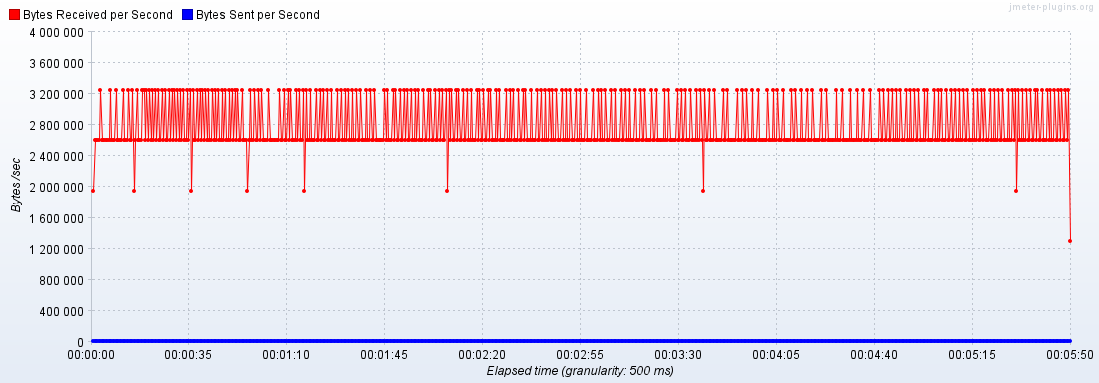 jmeter-plugins.org
Bytes Received per Second Bytes Sent per Second
4 000 000
3 600 000
3 200 000
2 800 000
2 400 000
2 000 000
1 600 000
1 200 000
800 000
400 000
0
Bytes /sec
00:00:00 00:00:35 00:01:10 00:01:45 00:02:20 00:02:55 00:03:30 00:04:05 00:04:40 00:05:15 00:05:50
Elapsed time (granularity: 500 ms)